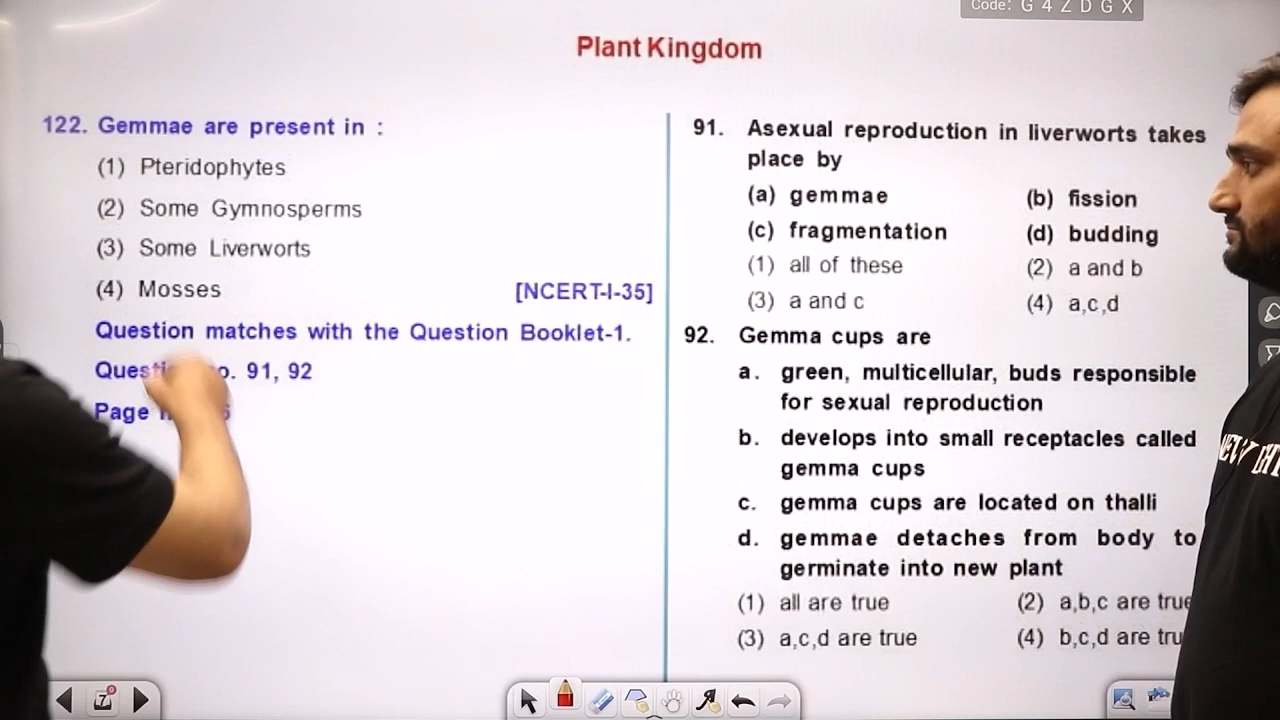 Code: G 4 Z D G X
Plant Kingdom
122. Gemmae are present in :
(1) Pteridophytes
(2) Some Gymnosperms
(3) Some Liverworts
(4) Mosses [NCERT-I-35]
Question matches with the Question Booklet-1.
91, 92
Page
91. Asexual reproduction in liverworts takes
place by
(a) gemmae (b) fission
(c) fragmentation (d) budding
(1) all of these (2) a and b
(3) a and c (4) a,c,d
92. Gemma cups are
a. green, multicellular, buds responsible
for sexual reproduction
b. develops into small receptacles called
gemma cups
c. gemma cups are located on thalli
d. gemmae detaches from body to
germinate into new plant
(1) all are true (2) a,b,c are true
(3) a,c,d are true (4) b,c,d are